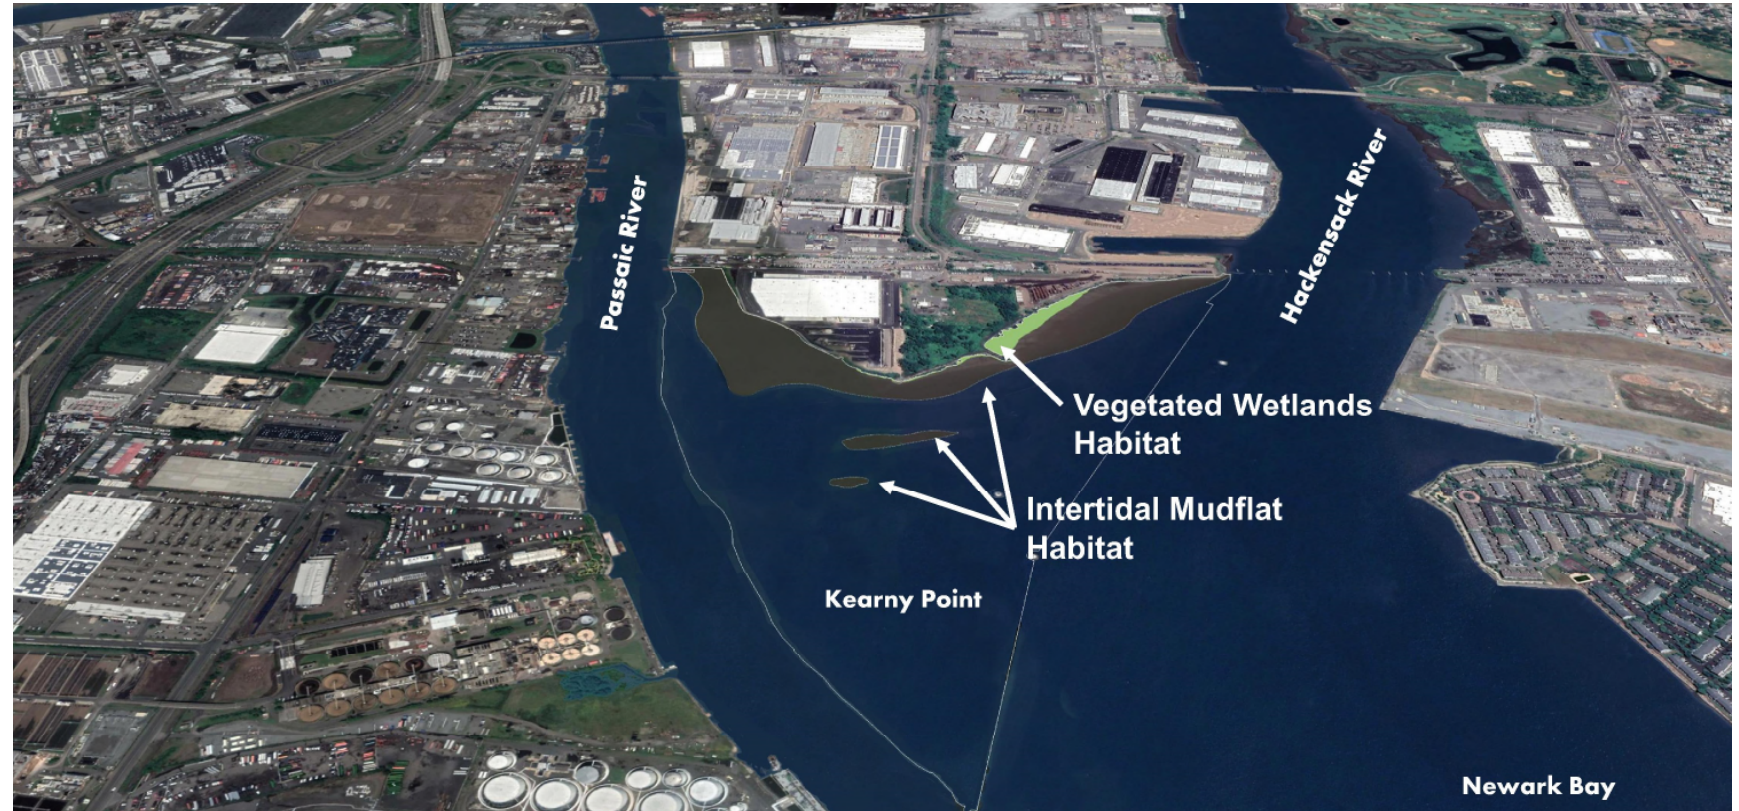 Passaic River
Hackensack River
Vegetated Wetlands
Habitat
Intertidal Mudflat
Habitat
Kearny Point
Newark Bay